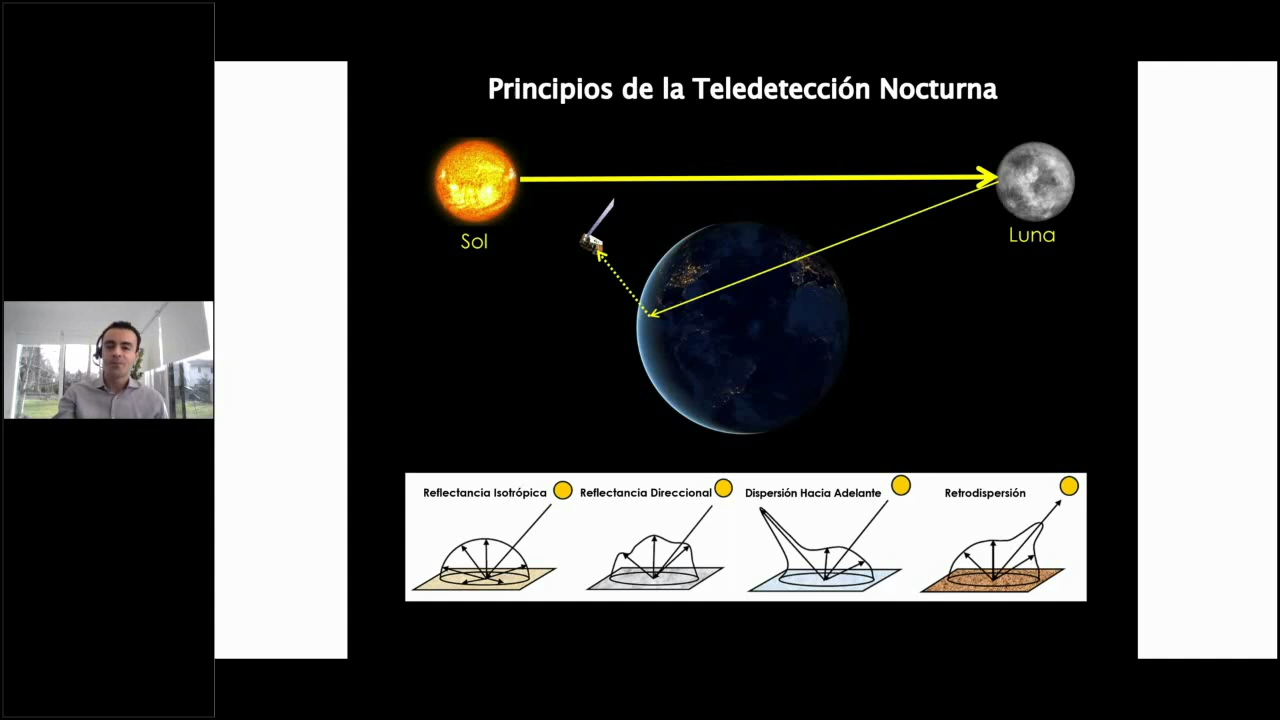 Principios de la Teledetección Nocturna
Sol
Luna
Reflectancia Isotrópica
Reflectancia Direccional
Dispersión Hacia Adelante
Retrodispersión